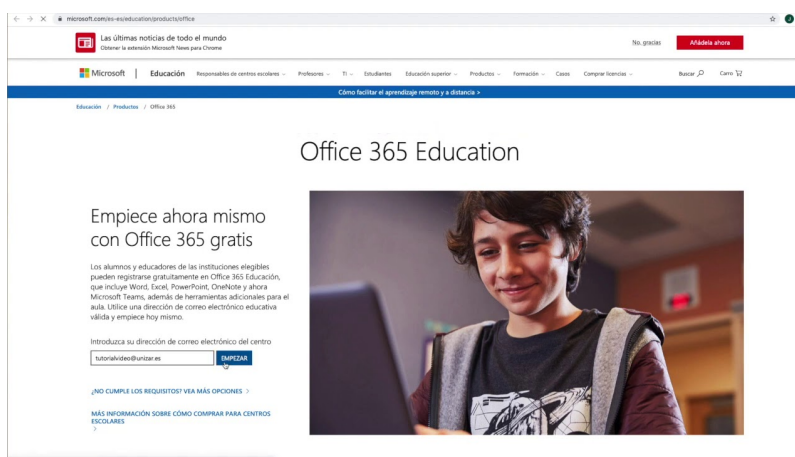 microsoft.com/es-es/education/products/office
Las últimas noticias de todo el mundo
Obtener la extensión Microsoft News para Chrome
No, gracias
Añádela ahora
Microsoft
Educación
Responsables de centros escolares
Profesores
TI
Estudiantes
Educación superior
Productos
Formación
Casos
Comprar licencias
Buscar
Carro
Cómo facilitar el aprendizaje remoto y a distancia >
Educación / Productos / Office 365
Office 365 Education
Empiece ahora mismo
con Office 365 gratis
Los alumnos y educadores de las instituciones elegibles
pueden registrarse gratuitamente en Office 365 Educación,
que incluye Word, Excel, PowerPoint, OneNote y ahora
Microsoft Teams, además de herramientas adicionales para el
aula. Utilice una dirección de correo electrónico educativa
válida y empiece hoy mismo.
Introduzca su dirección de correo electrónico del centro
tutorialvideo@unizar.es
EMPEZAR
¿NO CUMPLE LOS REQUISITOS? VEA MÁS OPCIONES >
MÁS INFORMACIÓN SOBRE CÓMO COMPRAR PARA CENTROS
ESCOLARES
>